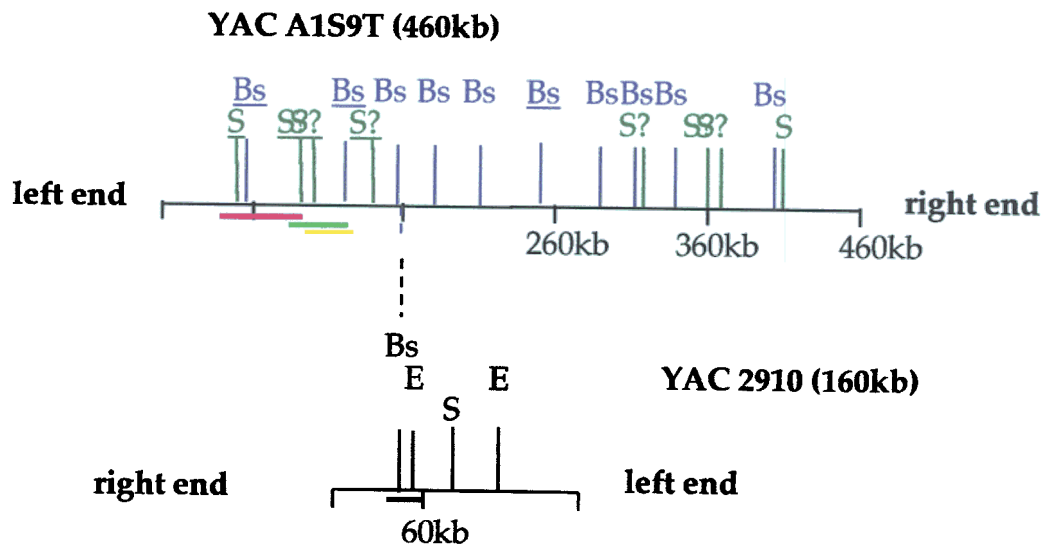 YAC A1S9T (460kb)
Bs Bs Bs Bs Bs Bs BsBsBs Bs
S SS?? S? S? SS?? S
left end
right end
260kb 360kb 460kb
Bs
E E
YAC 2910 (160kb)
S
right end left end
60kb